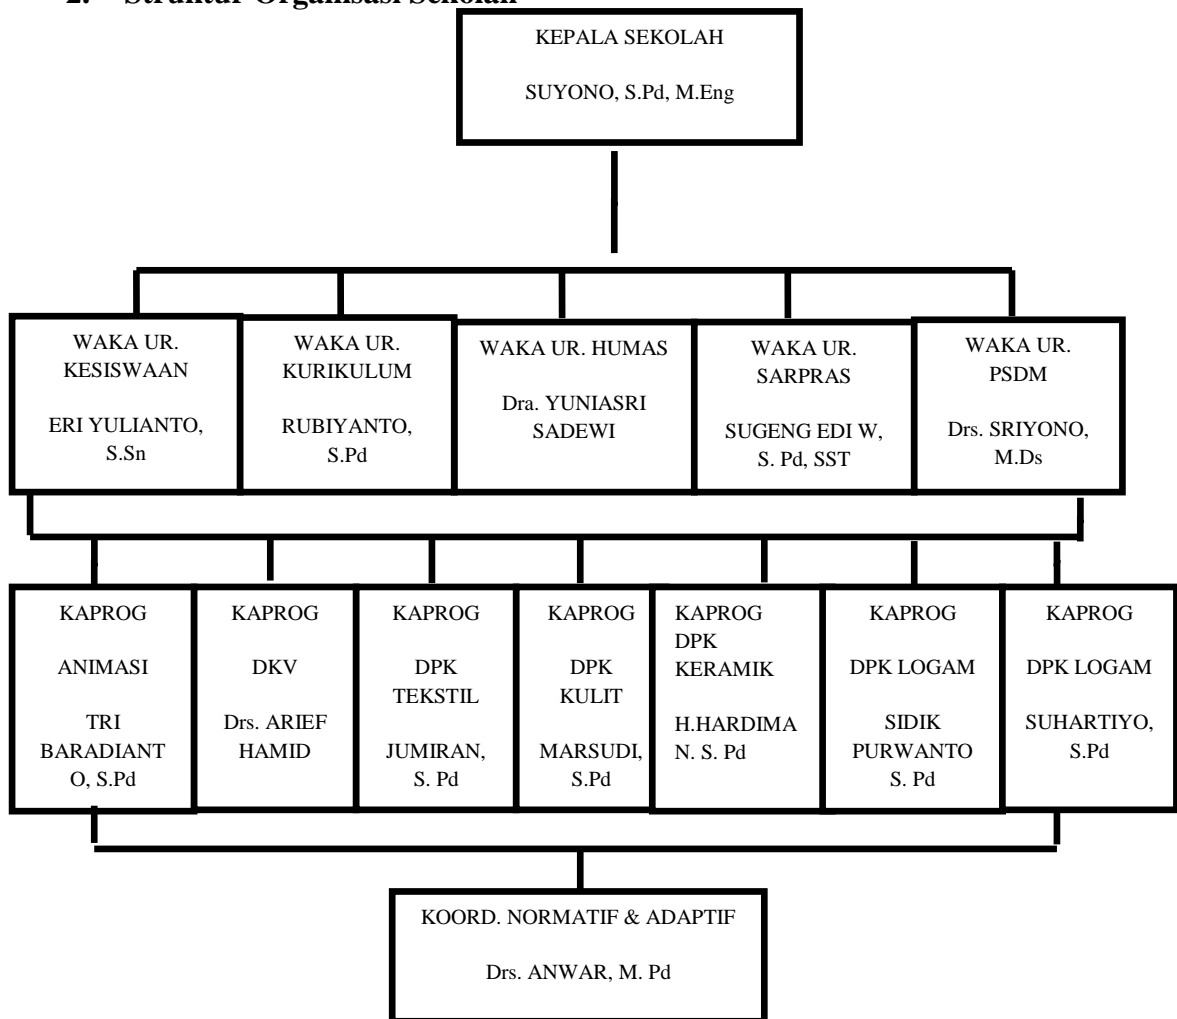 2. Struktur Organisasi Sekolah
KEPALA SEKOLAH
SUYONO, S.Pd, M.Eng
WAKA UR.
KESISWAAN
ERI YULIANTO,
S.Sn
WAKA UR.
KURIKULUM
RUBIYANTO,
S.Pd
WAKA UR. HUMAS
Dra. YUNIASRI
SADEWI
WAKA UR.
SARPRAS
SUGENG EDI W,
S. Pd, SST
WAKA UR.
PSDM
Drs. SRIYONO,
M.Ds
KAPROG
ANIMASI
TRI
BARADIANT
O, S.Pd
KAPROG
DKV
Drs. ARIEF
HAMID
KAPROG
DPK
TEKSTIL
JUMIRAN,
S. Pd
KAPROG
DPK
KULIT
MARSUDI,
S.Pd
KAPROG
DPK
KERAMIK
H.HARDIMA
N. S. Pd
KAPROG
DPK LOGAM
SIDIK
PURWANTO
S. Pd
KAPROG
DPK LOGAM
SUHARTIYO,
S.Pd
KOORD. NORMATIF & ADAPTIF
Drs. ANWAR, M. Pd